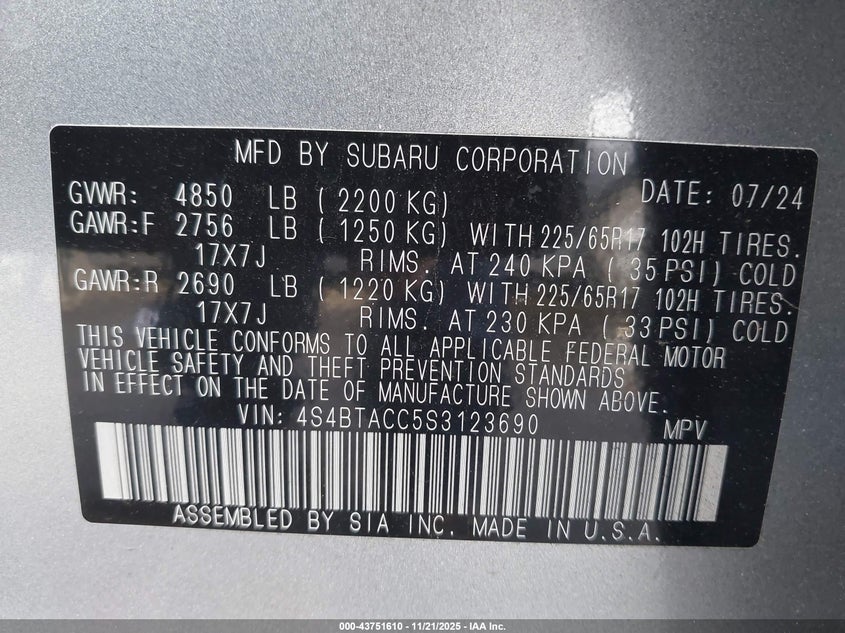 MFD BY SUBARU CORPORATION
GVWR: 4850 LB (2200 KG) DATE: 07/24
GAWR:F 2756 LB (1250 KG) WITH 225/65R17 102H TIRES.
17X7J RIMS. AT 240 KPA (35 PSI) COLD
GAWR:R 2690 LB (1220 KG) WITH 225/65R17 102H TIRES.
17X7J RIMS. AT 230 KPA (33 PSI) COLD
THIS VEHICLE CONFORMS TO ALL APPLICABLE FEDERAL MOTOR
VEHICLE SAFETY AND THEFT PREVENTION STANDARDS
IN EFFECT ON THE DATE OF MANUFACTURE SHOWN ABOVE.
VIN: 4S4BTACC5S3123690 MPV
ASSEMBLED BY SIA INC. MADE IN U.S.A.
000-43751610 - 11/21/2025 - IAA Inc.